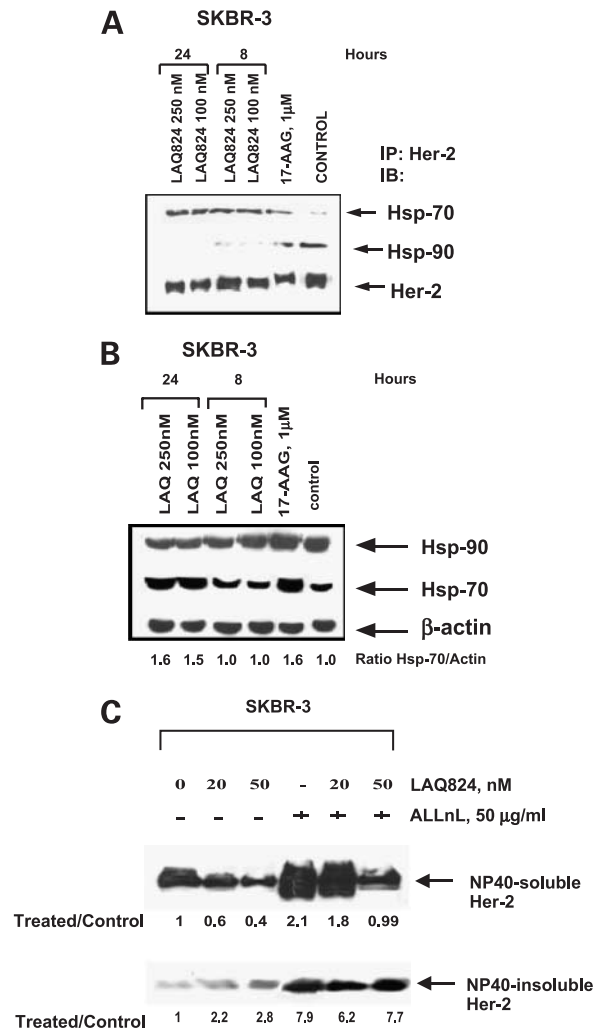 A
SKBR-3
24 8 Hours
LAQ824 250 nM
LAQ824 100 nM
LAQ824 250 nM
LAQ824 100 nM
17-AAG, 1µM
CONTROL
IP: Her-2
IB:
Hsp-70
Hsp-90
Her-2
B
SKBR-3
24 8 Hours
LAQ 250nM
LAQ 100nM
LAQ 250nM
LAQ 100nM
17-AAG, 1µM
control
Hsp-90
Hsp-70
β-actin
1.6 1.5 1.0 1.0 1.6 1.0 Ratio Hsp-70/Actin
C
SKBR-3
0 20 50 - 20 50 LAQ824, nM
- - - + + + ALLnL, 50 µg/ml
NP40-soluble
Her-2
Treated/Control 1 0.6 0.4 2.1 1.8 0.99
NP40-insoluble
Her-2
Treated/Control 1 2.2 2.8 7.9 6.2 7.7